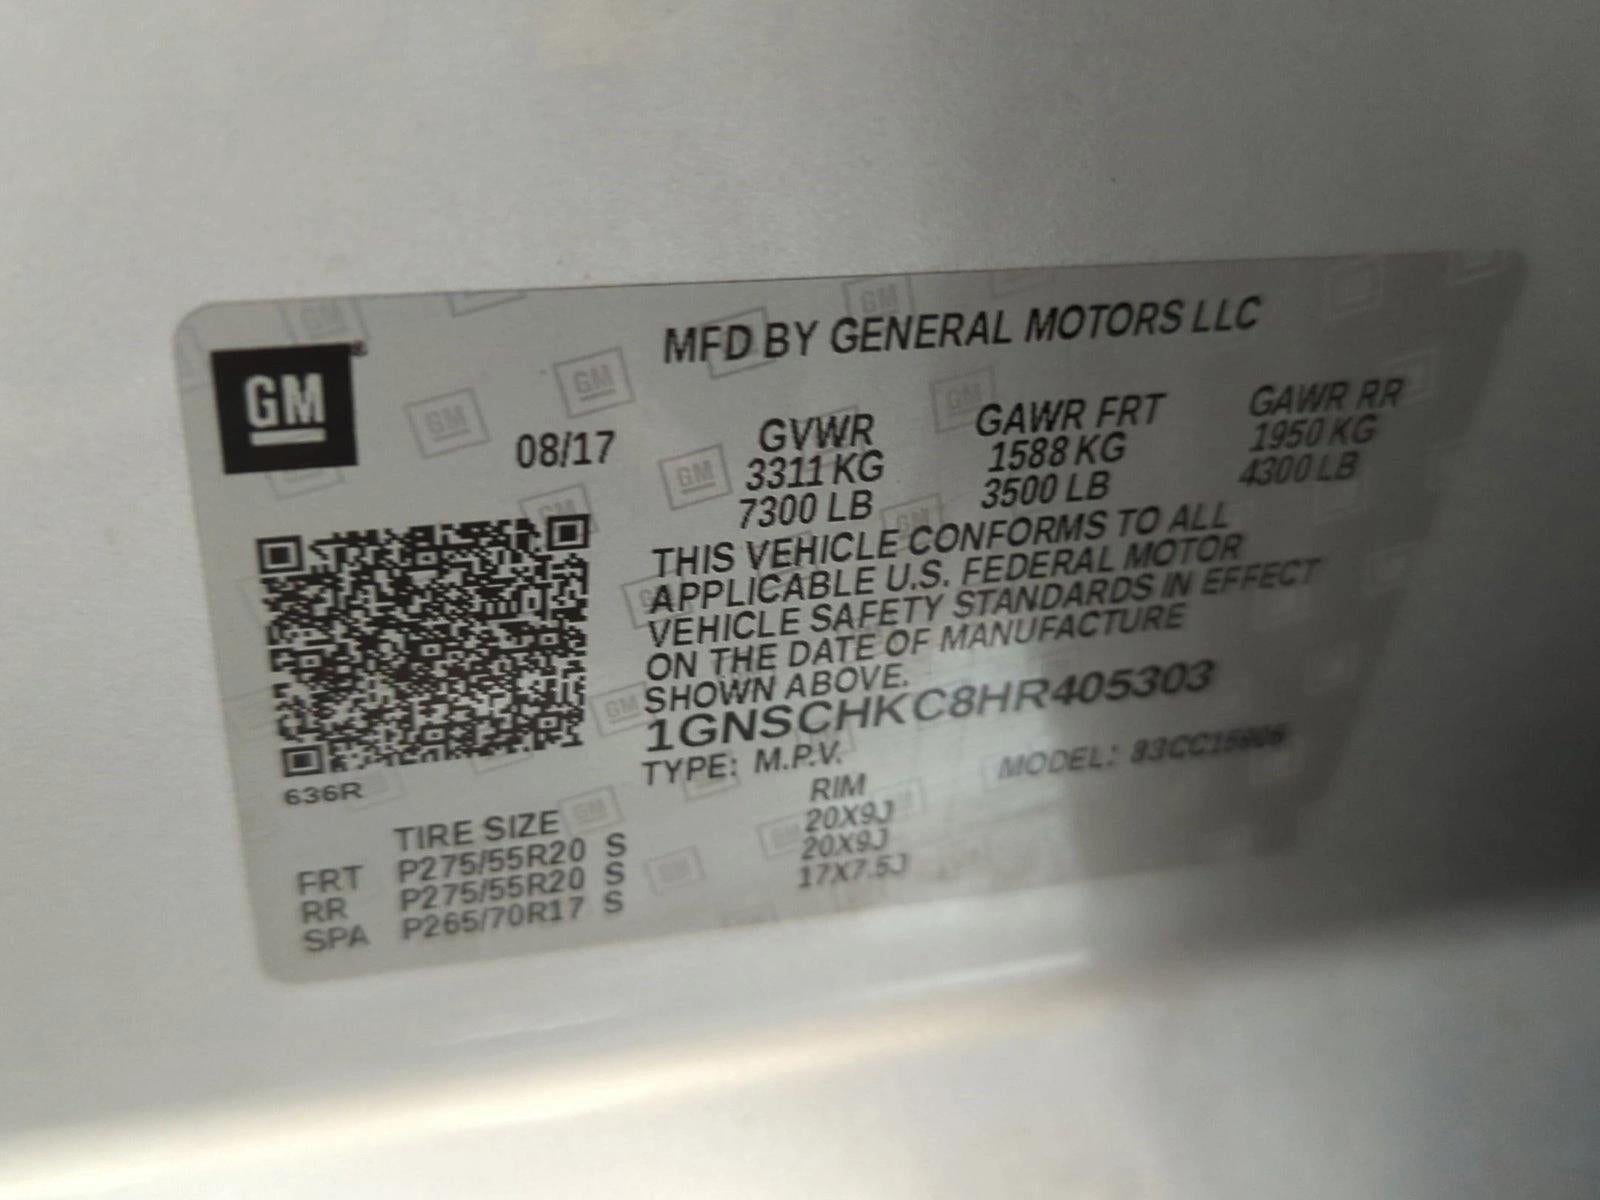 GM
MFD BY GENERAL MOTORS LLC
08/17
GVWR GAWR FRT GAWR RR
3311 KG 1588 KG 1950 KG
7300 LB 3500 LB 4300 LB
THIS VEHICLE CONFORMS TO ALL
APPLICABLE U.S. FEDERAL MOTOR
VEHICLE SAFETY STANDARDS IN EFFECT
ON THE DATE OF MANUFACTURE
SHOWN ABOVE.
1GNSCHKC8HR405303
TYPE: M.P.V. MODEL:
636R
TIRE SIZE RIM
FRT P275/55R20 S 20X9J
RR P275/55R20 S 20X9J
SPA P265/70R17 S 17X7.5J